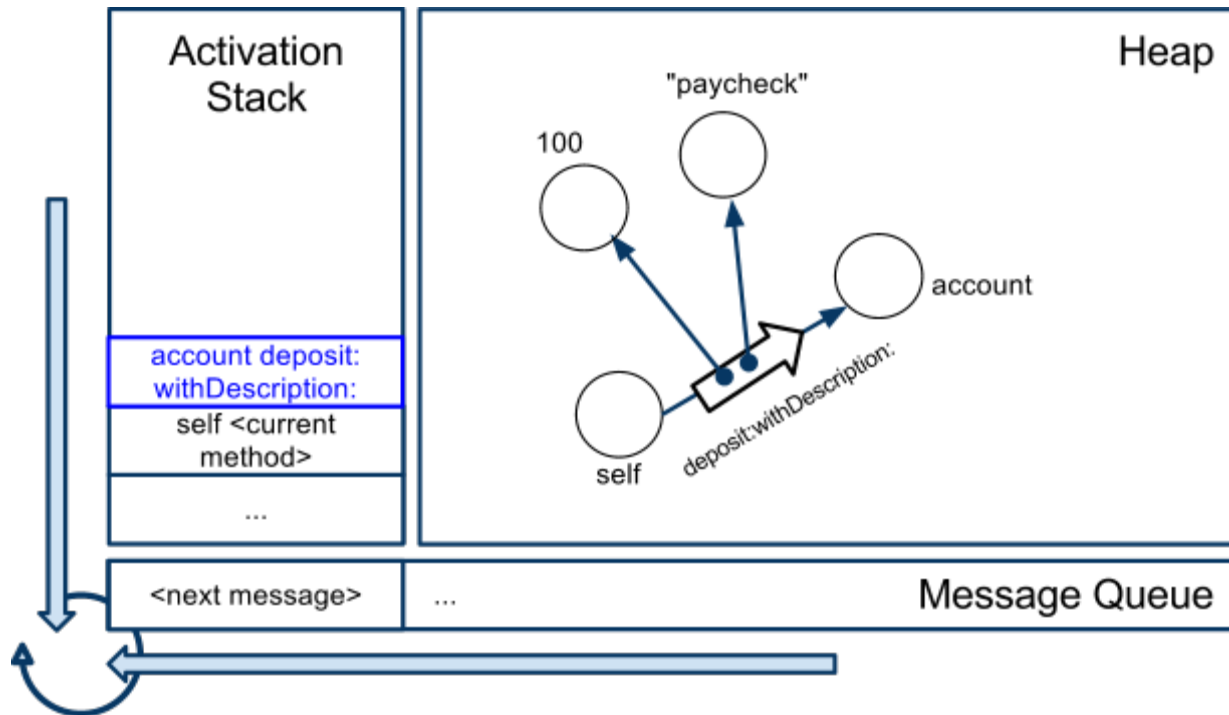 Activation
Stack
Heap
"paycheck"
100
account
deposit:withDescription:
self
account deposit:
withDescription:
self <current
method>
...
<next message>
...
Message Queue